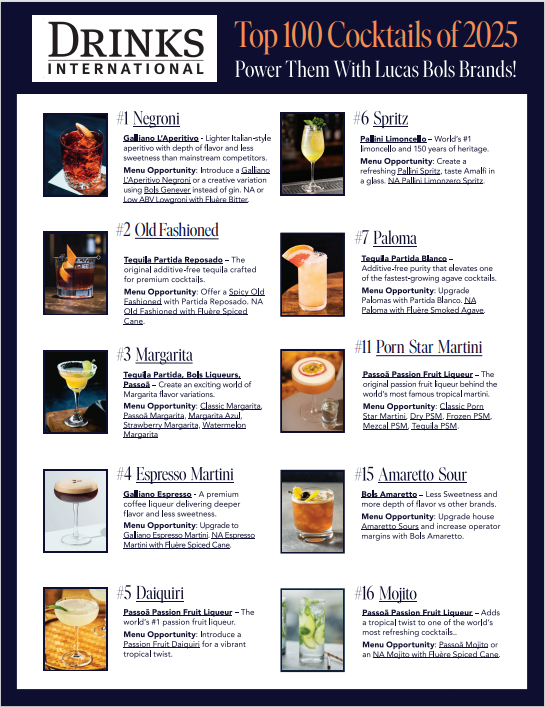 DRINKS
INTERNATIONAL
Top 100 Cocktails of 2025
Power Them With Lucas Bols Brands!
#1 Negroni
Galliano L'Aperitivo - Lighter Italian-style
aperitivo with depth of flavor and less
sweetness than mainstream competitors.
Menu Opportunity: Introduce a Galliano
L'Aperitivo Negroni or a creative variation
using Bols Genever instead of gin. NA or
Low ABV Lowgroni with Fluère Bitter.
#2 Old Fashioned
Tequila Partida Reposado – The
original additive-free tequila crafted
for premium cocktails.
Menu Opportunity: Offer a Spicy Old
Fashioned with Partida Reposado. NA
Old Fashioned with Fluère Spiced
Cane.
#3 Margarita
Tequila Partida, Bols Liqueurs,
Passoã – Create an exciting world of
Margarita flavor variations.
Menu Opportunity: Classic Margarita,
Passoã Margarita, Margarita Azul,
Strawberry Margarita, Watermelon
Margarita
#4 Espresso Martini
Galliano Espresso - A premium
coffee liqueur delivering deeper
flavor and less sweetness.
Menu Opportunity: Upgrade to
Galliano Espresso Martini. NA Espresso
Martini with Fluère Spiced Cane.
#5 Daiquiri
Passoã Passion Fruit Liqueur – The
world's #1 passion fruit liqueur.
Menu Opportunity: Introduce a
Passion Fruit Daiquiri for a vibrant
tropical twist.
#6 Spritz
Pallini Limoncello – World's #1
limoncello and 150 years of heritage.
Menu Opportunity: Create a
refreshing Pallini Spritz, taste Amalfi in
a glass. NA Pallini Limonzero Spritz.
#7 Paloma
Tequila Partida Blanco –
Additive-free purity that elevates one
of the fastest-growing agave cocktails.
Menu Opportunity: Upgrade
Palomas with Partida Blanco. NA
Paloma with Fluère Smoked Agave.
#11 Porn Star Martini
Passoã Passion Fruit Liqueur – The
original passion fruit liqueur behind the
world's most famous tropical martini.
Menu Opportunity: Classic Porn
Star Martini, Dry PSM, Frozen PSM,
Mezcal PSM, Tequila PSM.
#15 Amaretto Sour
Bols Amaretto – Less Sweetness and
more depth of flavor vs other brands.
Menu Opportunity: Upgrade house
Amaretto Sours and increase operator
margins with Bols Amaretto.
#16 Mojito
Passoã Passion Fruit Liqueur – Adds
a tropical twist to one of the world's
most refreshing cocktails..
Menu Opportunity: Passoã Mojito or
an NA Mojito with Fluère Spiced Cane.